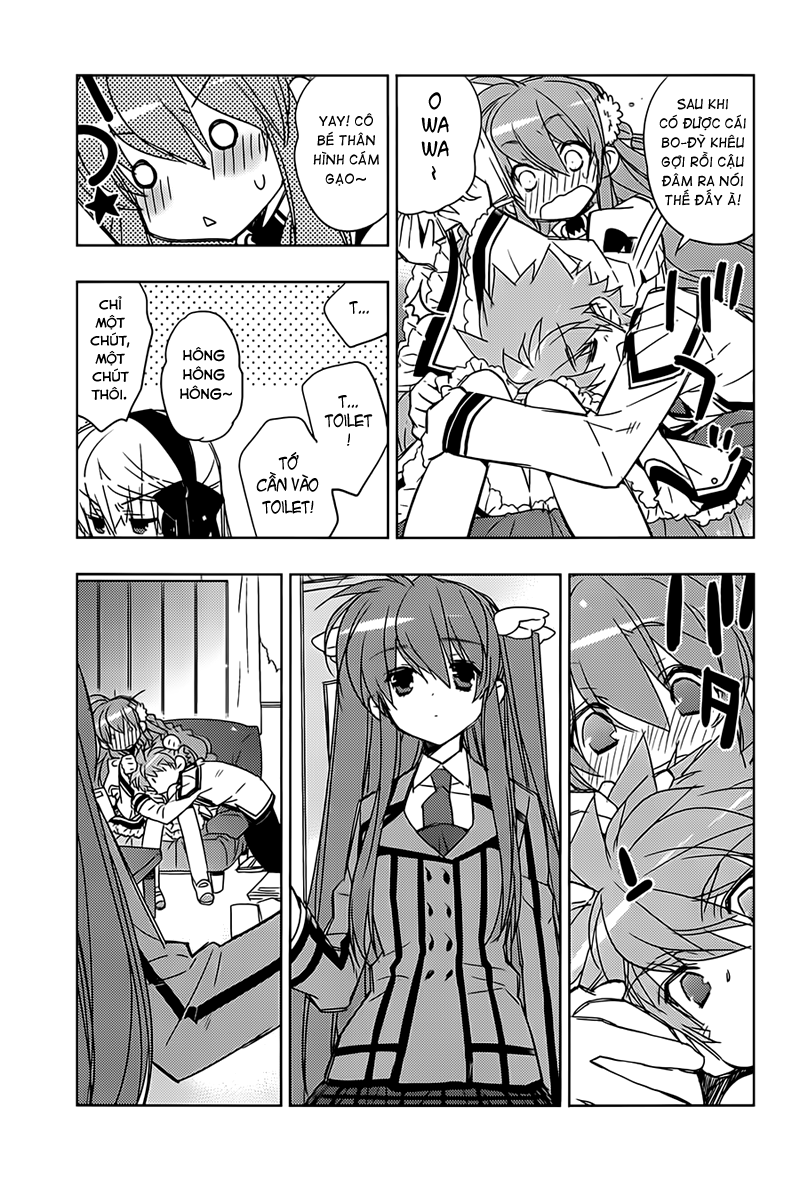 SAU KHI
CÓ ĐƯỢC CÁI
BO-ĐỲ KHÊU
GỢI RỒI CẬU
ĐÂM RA NÓI
THẾ ĐẤY À!
O
WA
WA
~
YAY! CÔ
BÉ THÂN
HÌNH CÁM
GẠO~
T...
T...
TOILET
!
TỚ
CẦN VÀO
TOILET!
HÔNG
HÔNG
HÔNG~
CHỈ
MỘT
CHÚT,
MỘT
CHÚT
THÔI.